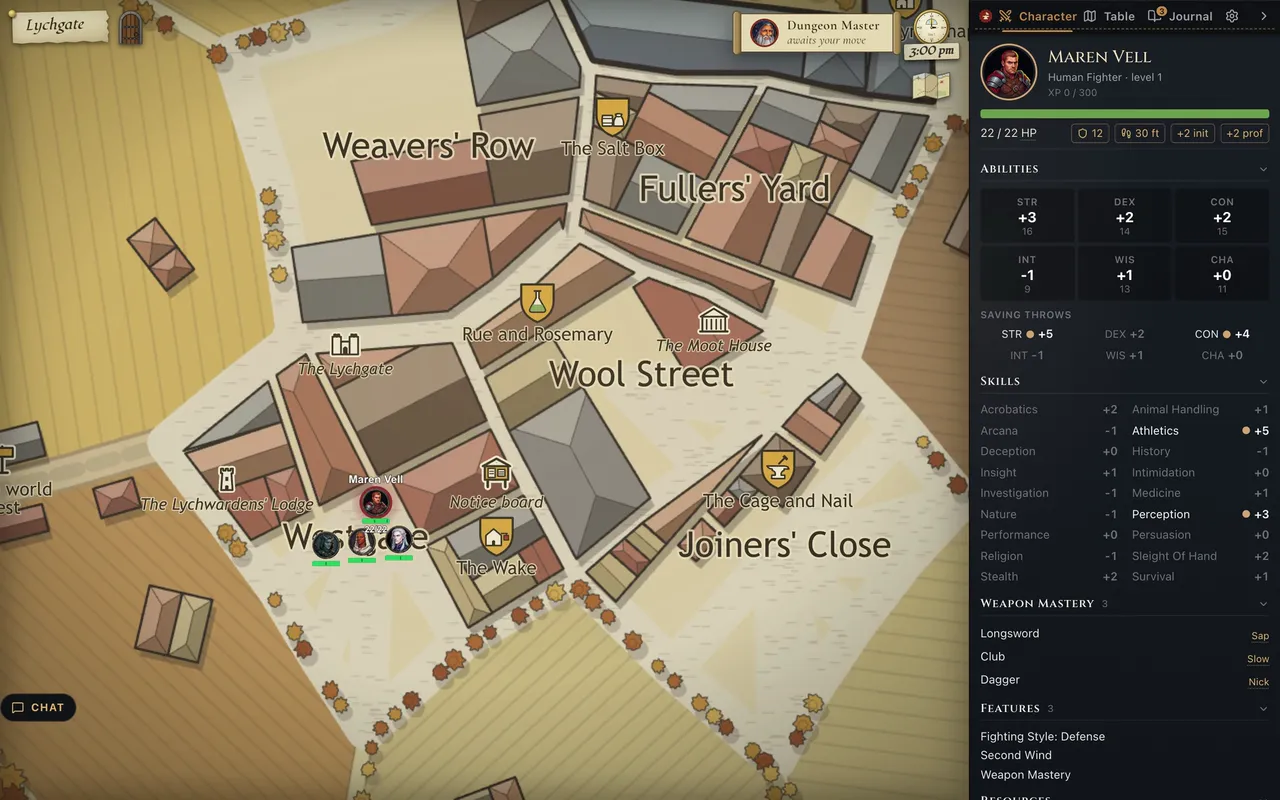 Lychgate
Dungeon Master
awaits your move
3:00 pm
Weavers' Row
The Salt Box
Fullers' Yard
Rue and Rosemary
The Moot House
The Lychgate
Wool Street
world
The Lychwardens' Lodge
Maren Vell
Notice board
The Cage and Nail
Joiners' Close
The Wake
CHAT
Character
Table
3
Journal
Maren Vell
Human Fighter · level 1
XP 0 / 300
22 / 22 HP
12
30 ft
+2 init
+2 prof
Abilities
STR
+3
16
DEX
+2
14
CON
+2
15
INT
-1
9
WIS
+1
13
CHA
+0
11
SAVING THROWS
STR +5
DEX +2
CON +4
INT -1
WIS +1
CHA +0
Skills
Acrobatics +2
Animal Handling +1
Arcana -1
Athletics +5
Deception +0
History -1
Insight +1
Intimidation +0
Investigation -1
Medicine +1
Nature -1
Perception +3
Performance +0
Persuasion +0
Religion -1
Sleight Of Hand +2
Stealth +2
Survival +1
Weapon Mastery 3
Longsword Sap
Club Slow
Dagger Nick
Features 3
Fighting Style: Defense
Second Wind
Weapon Mastery
Resources